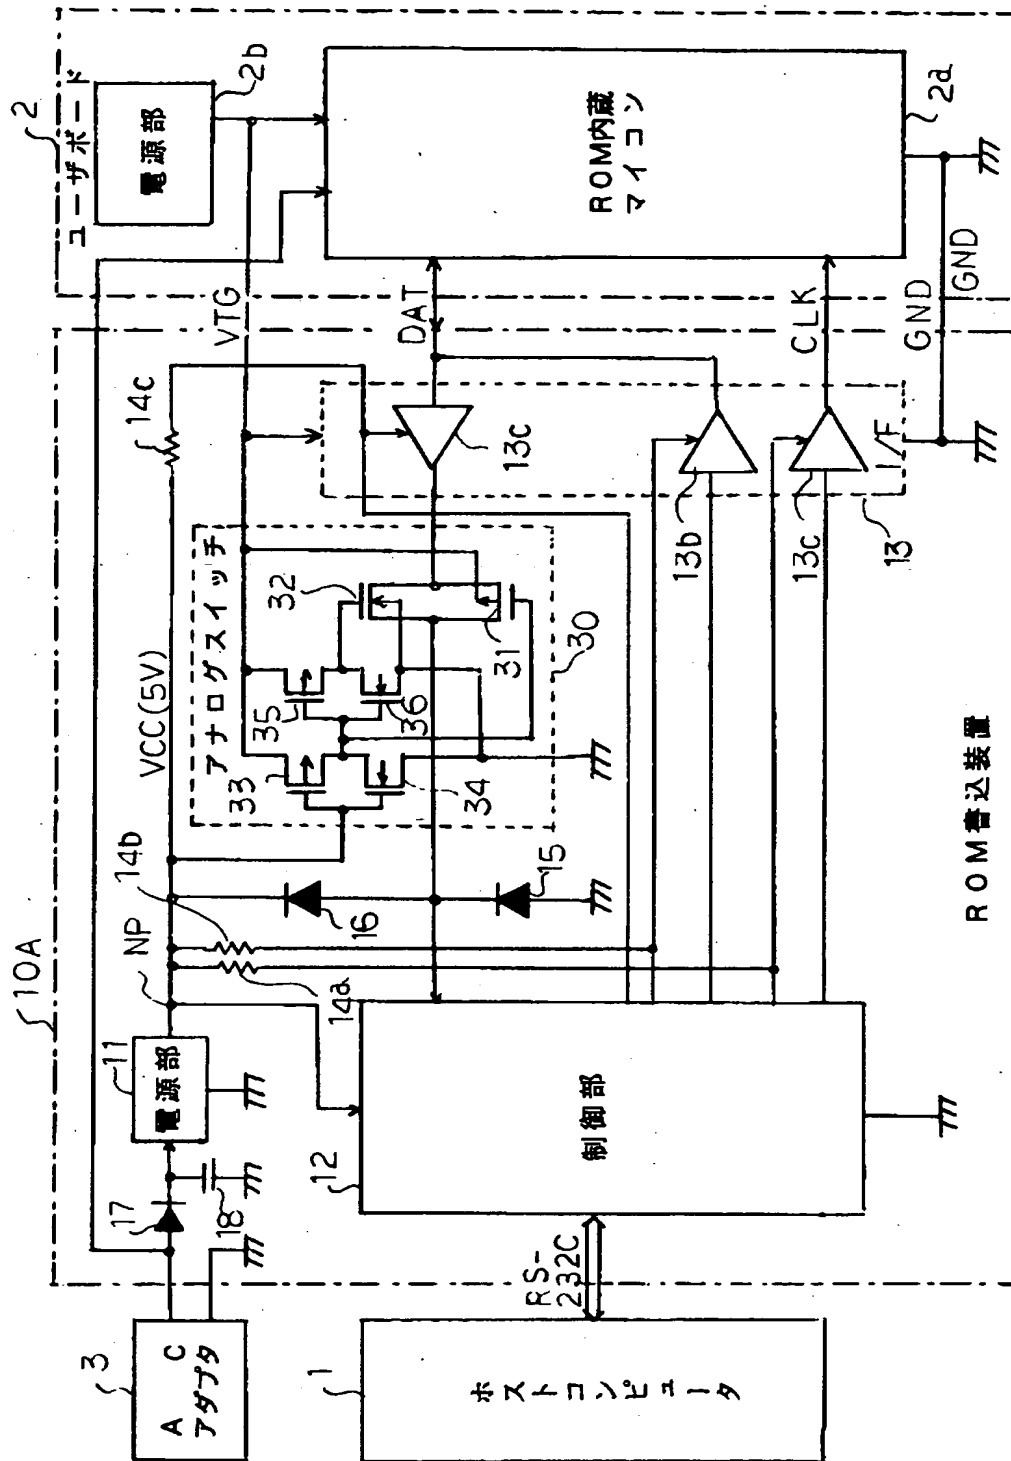 10A
2
ユーザボード
3
A C
アダプタ
17
18
11
電源部
NP
14b
14a
VCC(5V)
14c
VTG
電源部
2b
アナログスイッチ
33
35
34
36
32
31
30
16
15
DAT
ROM内蔵
マイコン
2a
13c
13b
13c
CLK
I/F
13
GND
GND
12
制御部
RS-
232C
1
ホストコンピュータ
ROM書込装置